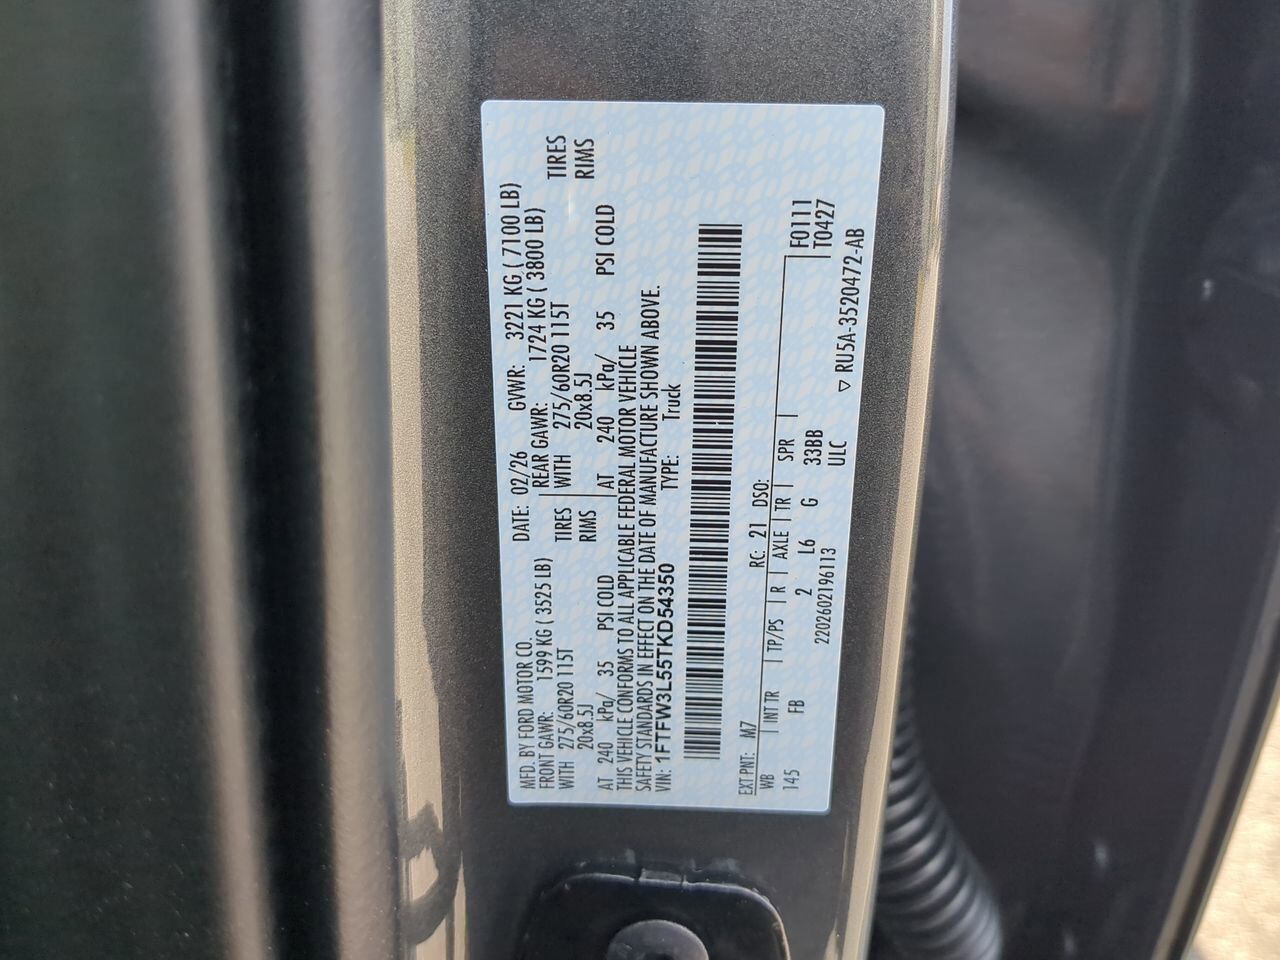 MFD. BY FORD MOTOR CO. DATE: 02/26 GVWR: 3221 KG ( 7100 LB)
FRONT GAWR: 1599 KG ( 3525 LB) REAR GAWR: 1724 KG ( 3800 LB)
WITH 275/60R20 115T TIRES WITH 275/60R20 115T TIRES
20x8.5J RIMS 20x8.5J RIMS
AT 240 kPa/ 35 PSI COLD AT 240 kPa/ 35 PSI COLD
THIS VEHICLE CONFORMS TO ALL APPLICABLE FEDERAL MOTOR VEHICLE
SAFETY STANDARDS IN EFFECT ON THE DATE OF MANUFACTURE SHOWN ABOVE.
VIN: 1FTFW3L55TKD54350 TYPE: Truck
EXT PNT: M7 RC: 21 DSO:
WB INT TR TP/PS R AXLE TR SPR F0111
T0427
145 FB 2 L6 G 33BB
2202602196113 ULC
▽ RU5A-3520472-AB